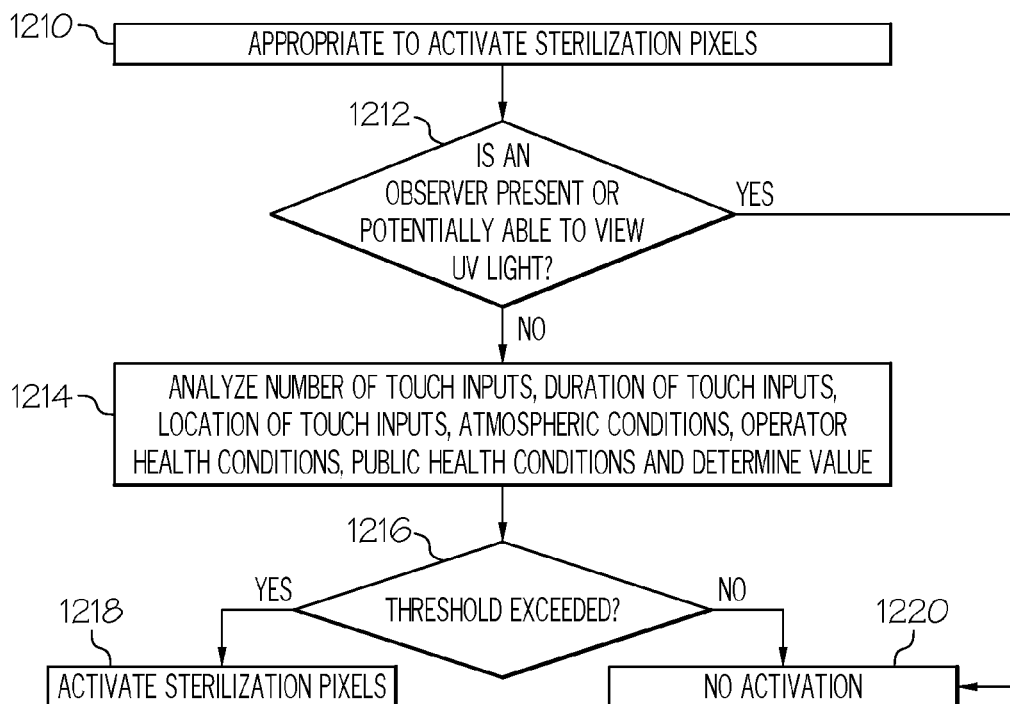 1210
APPROPRIATE TO ACTIVATE STERILIZATION PIXELS
1212
IS AN
OBSERVER PRESENT OR
POTENTIALLY ABLE TO VIEW
UV LIGHT?
YES
NO
1214
ANALYZE NUMBER OF TOUCH INPUTS, DURATION OF TOUCH INPUTS,
LOCATION OF TOUCH INPUTS, ATMOSPHERIC CONDITIONS, OPERATOR
HEALTH CONDITIONS, PUBLIC HEALTH CONDITIONS AND DETERMINE VALUE
1216
YES
THRESHOLD EXCEEDED?
NO
1218
ACTIVATE STERILIZATION PIXELS
1220
NO ACTIVATION